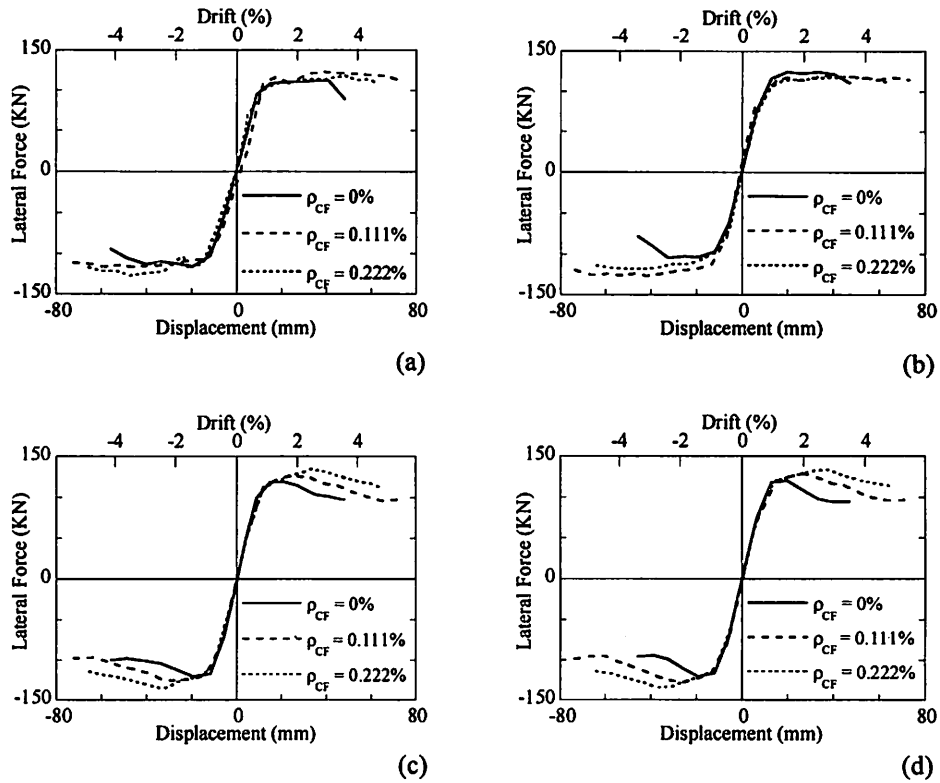 Drift (%)
-4 -2 0 2 4
150
0
-150
Lateral Force (KN)
ρCF = 0%
ρCF = 0.111%
ρCF = 0.222%
-80 0 80
Displacement (mm)
(a)
Drift (%)
-4 -2 0 2 4
150
0
-150
Lateral Force (KN)
ρCF = 0%
ρCF = 0.111%
ρCF = 0.222%
-80 0 80
Displacement (mm)
(b)
Drift (%)
-4 -2 0 2 4
150
0
-150
Lateral Force (KN)
ρCF = 0%
ρCF = 0.111%
ρCF = 0.222%
-80 0 80
Displacement (mm)
(c)
Drift (%)
-4 -2 0 2 4
150
0
-150
Lateral Force (KN)
ρCF = 0%
ρCF = 0.111%
ρCF = 0.222%
-80 0 80
Displacement (mm)
(d)